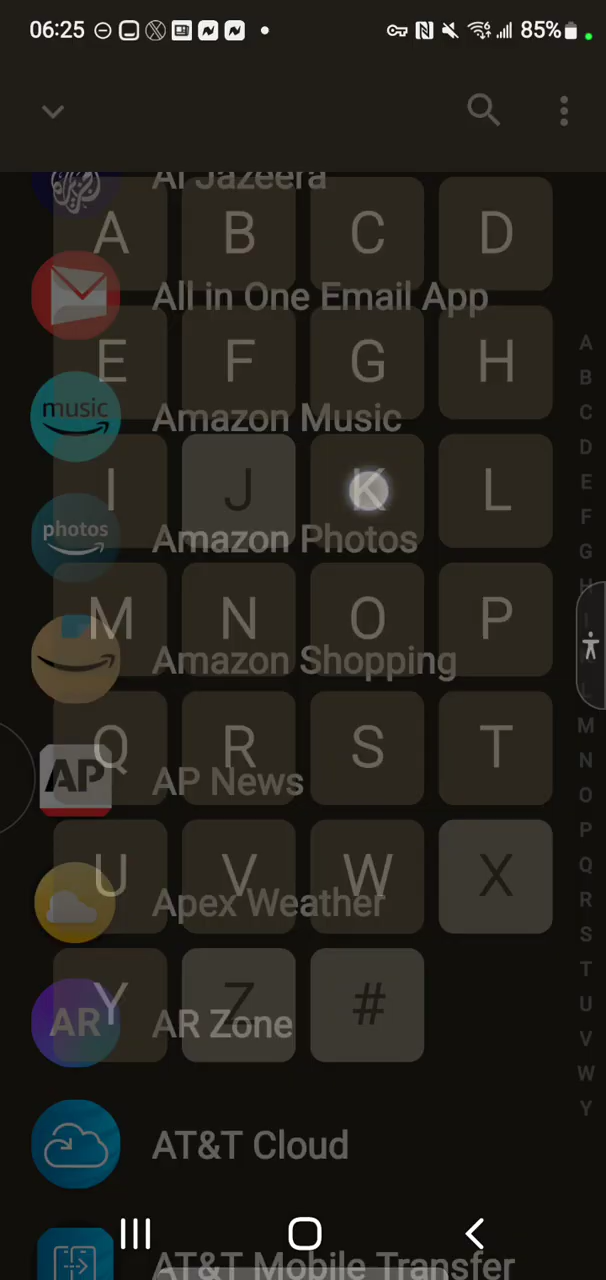 06:25 85%
Al Jazeera
A B C D
All in One Email App
A
E F G H
B
music Amazon Music
C
D
I J K L
E
photos Amazon Photos
F
G
H
M N O P
Amazon Shopping
M
Q R S T
N
AP AP News
O
P
U V W X
Q
Apex Weather
R
S
T
Y Z #
U
AR AR Zone
V
W
Y
AT&T Cloud
AT&T Mobile Transfer